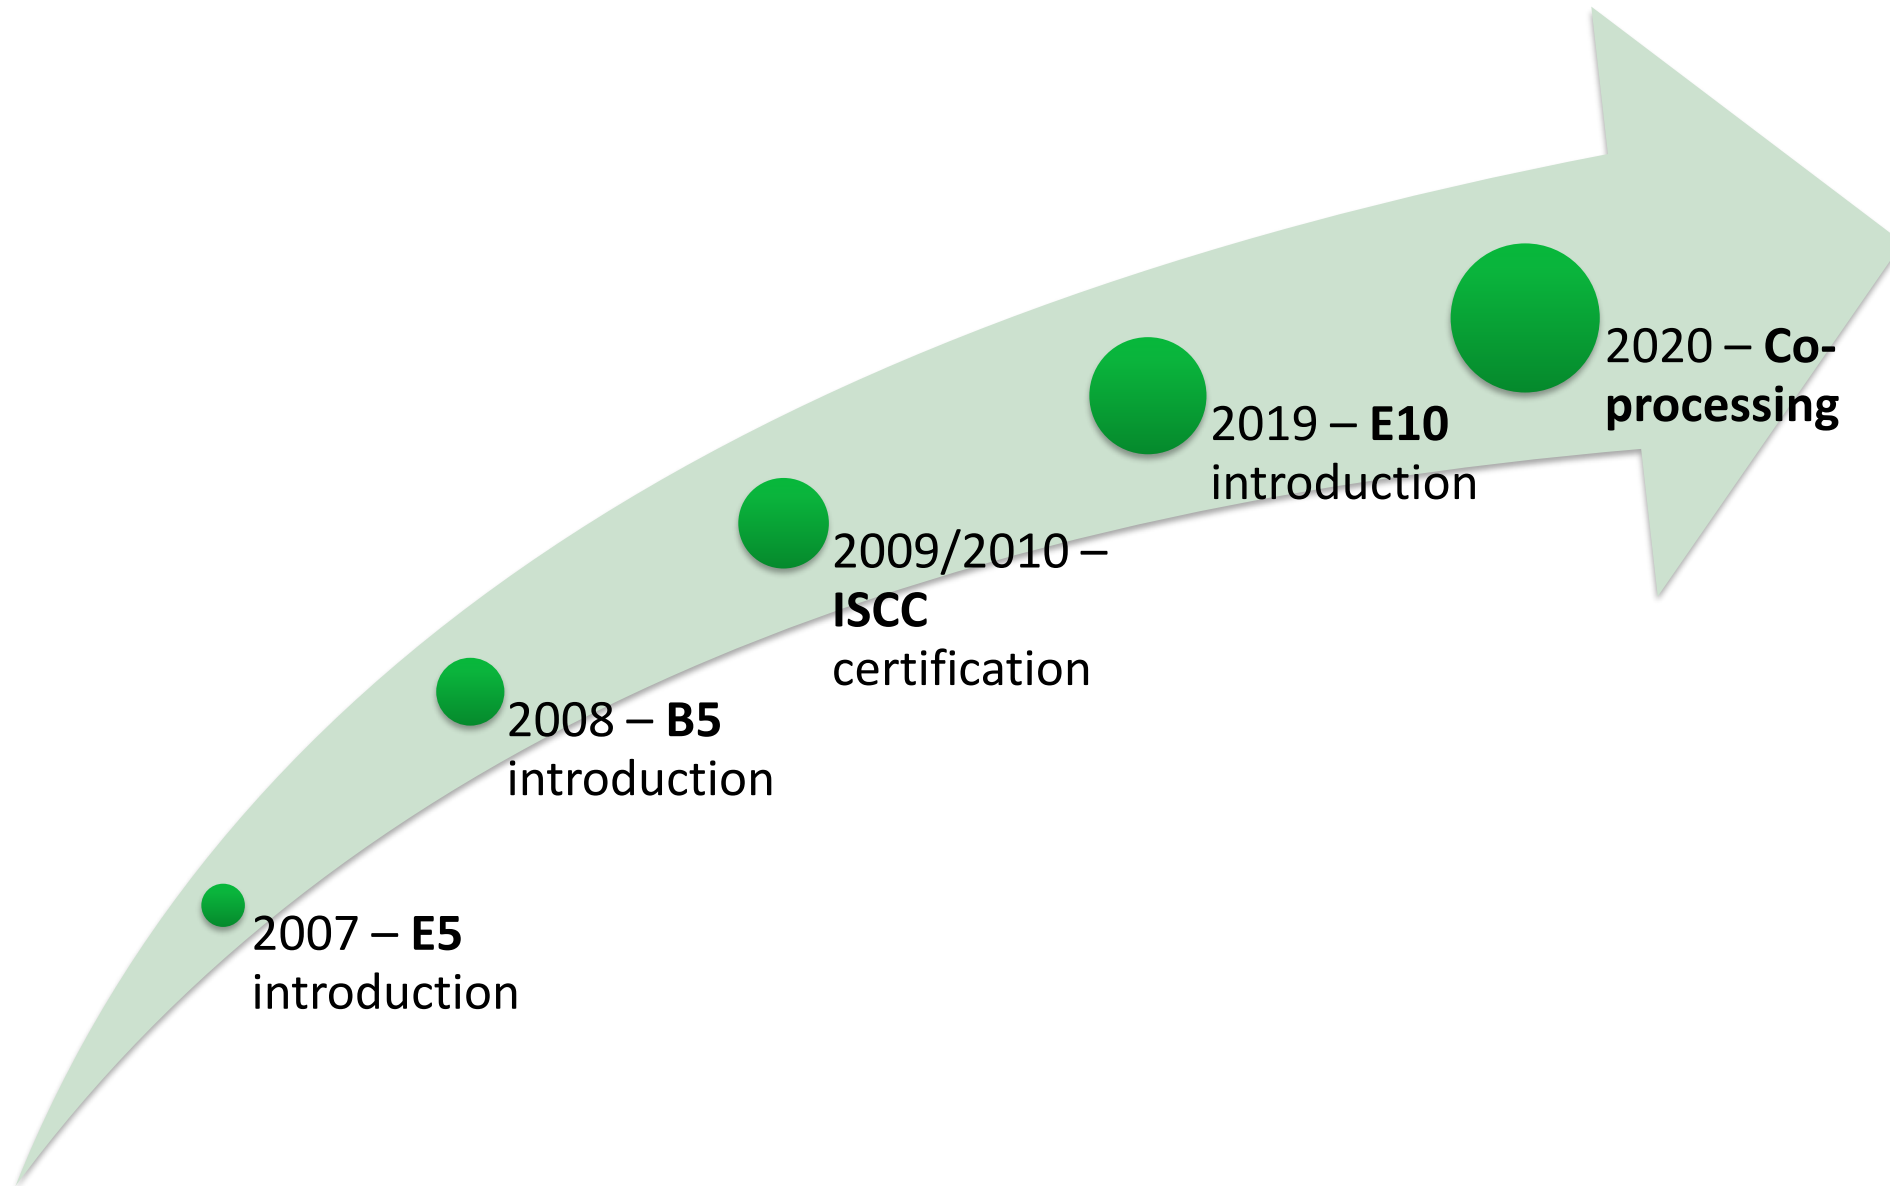 2007 – E5
introduction
2008 – B5
introduction
2009/2010 –
ISCC
certification
2019 – E10
introduction
2020 – Co-
processing